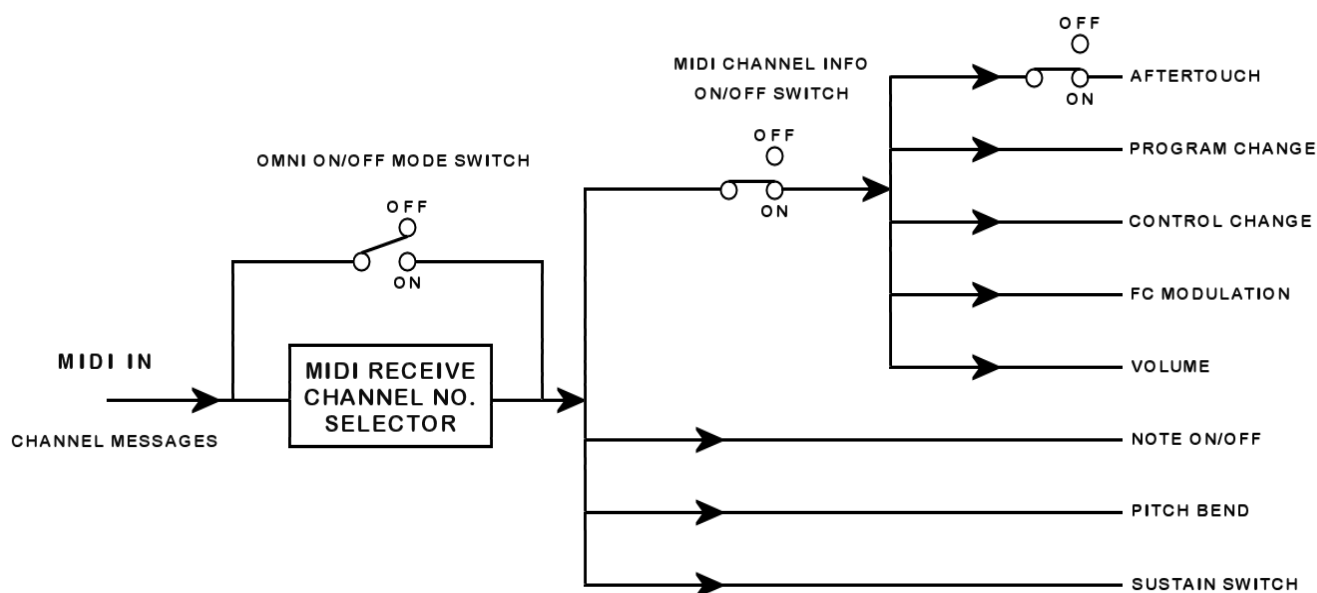 OFF
AFTERTOUCH
ON
MIDI CHANNEL INFO
ON/OFF SWITCH
OFF
ON
PROGRAM CHANGE
OMNI ON/OFF MODE SWITCH
OFF
ON
CONTROL CHANGE
FC MODULATION
VOLUME
MIDI IN
CHANNEL MESSAGES
MIDI RECEIVE
CHANNEL NO.
SELECTOR
NOTE ON/OFF
PITCH BEND
SUSTAIN SWITCH